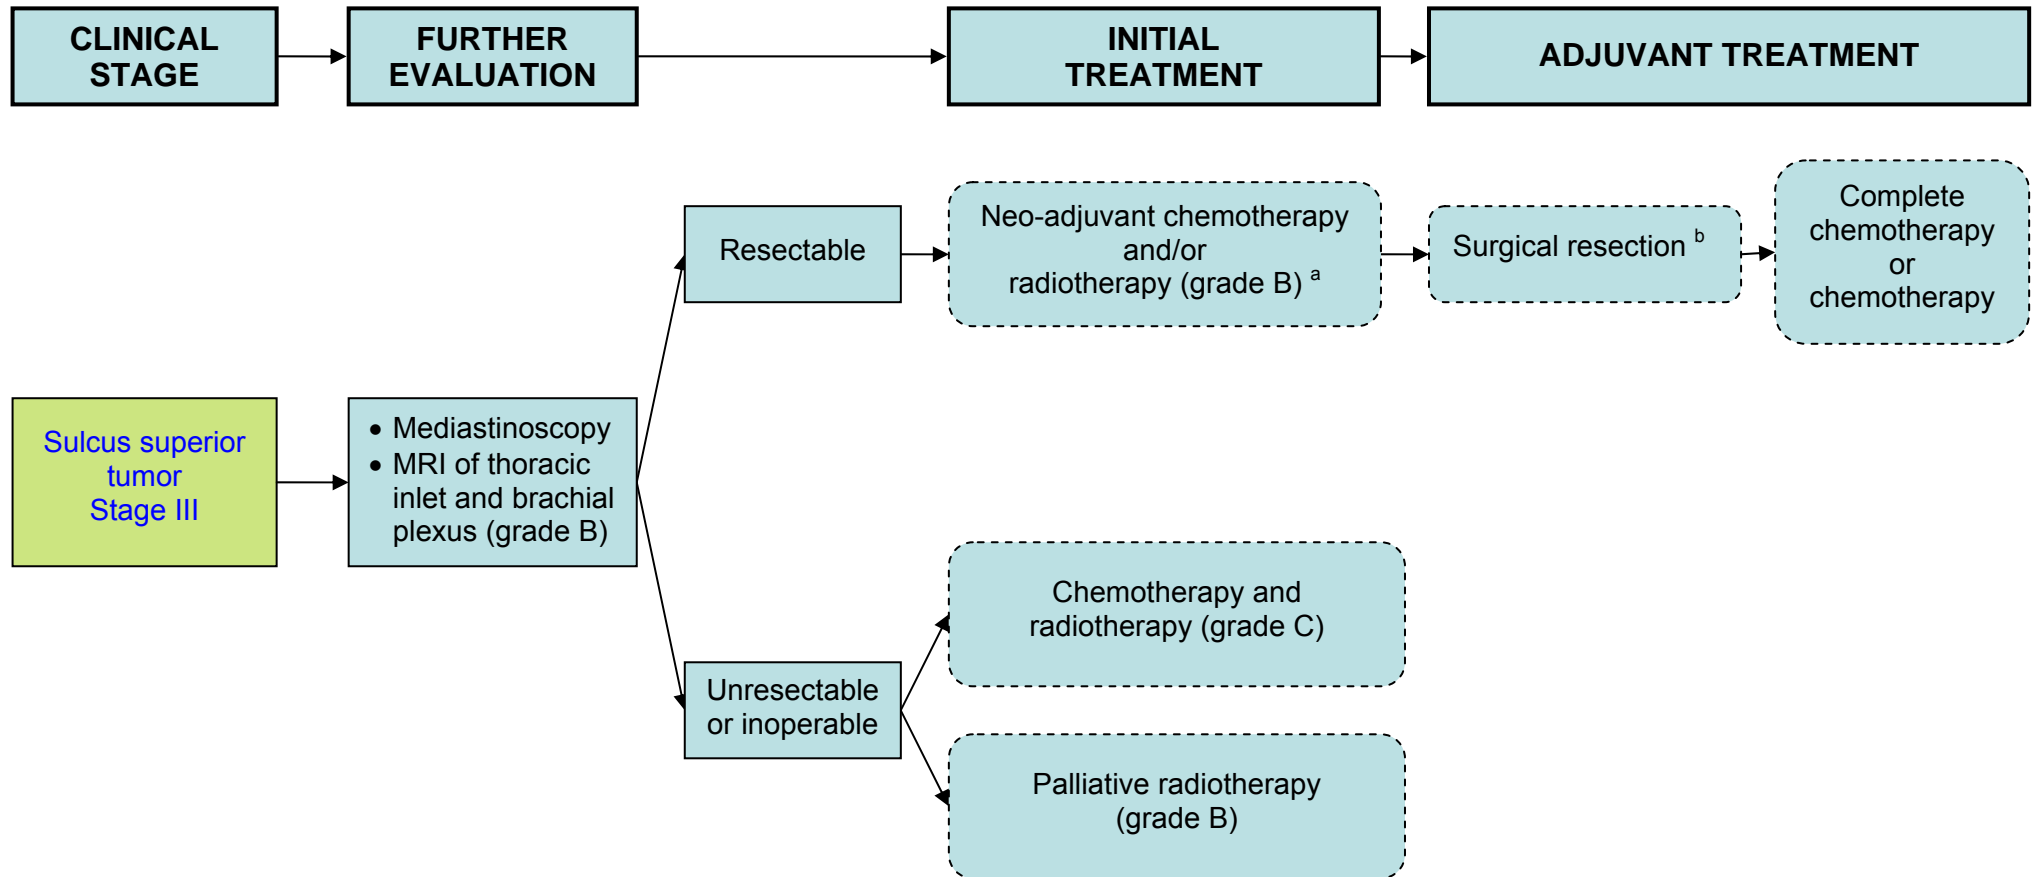 CLINICAL
STAGE
FURTHER
EVALUATION
INITIAL
TREATMENT
ADJUVANT TREATMENT
Resectable
Neo-adjuvant chemotherapy
and/or
radiotherapy (grade B) a
Surgical resection b
Complete
chemotherapy
or
chemotherapy
Sulcus superior
tumor
Stage III
• Mediastinoscopy
• MRI of thoracic
inlet and brachial
plexus (grade B)
Chemotherapy and
radiotherapy (grade C)
Unresectable
or inoperable
Palliative radiotherapy
(grade B)